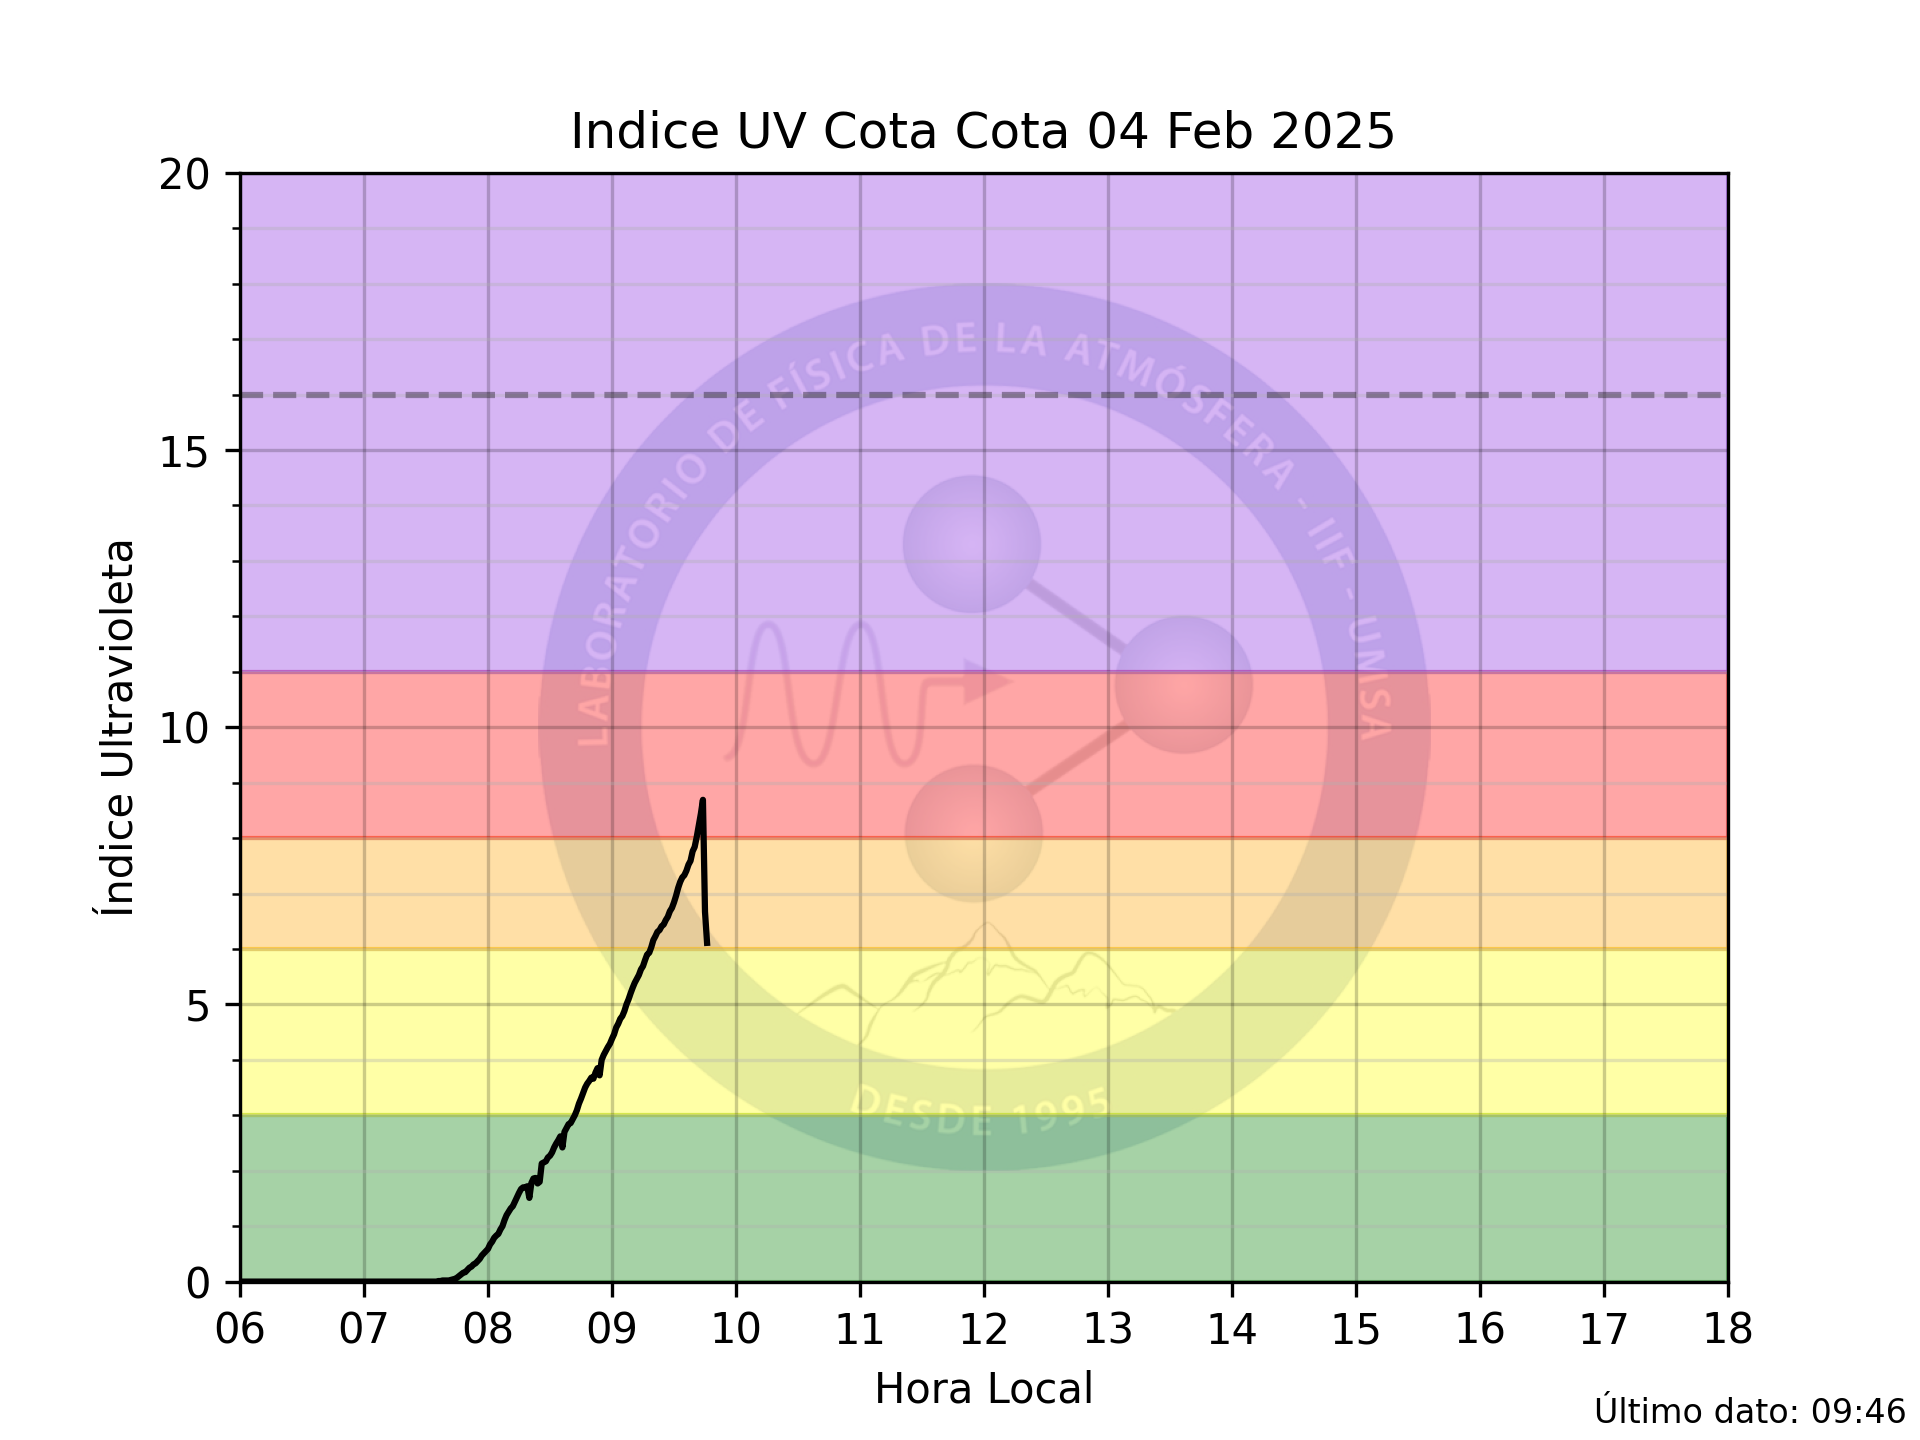 Indice UV Cota Cota 04 Feb 2025
20
15
10
5
0
Índice Ultravioleta
LABORATORIO DE FÍSICA DE LA ATMÓSFERA - IIF - UMSA
DESDE 1995
06 07 08 09 10 11 12 13 14 15 16 17 18
Hora Local
Último dato: 09:46